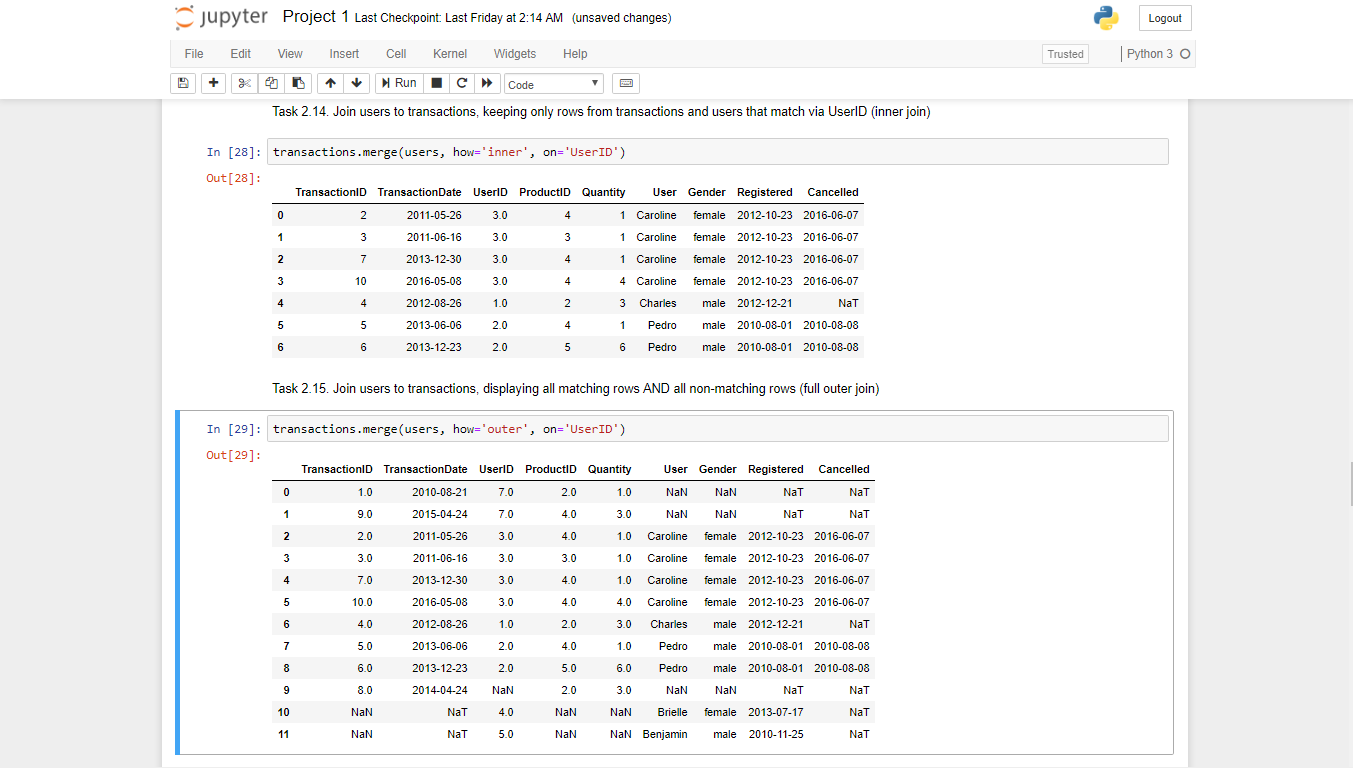 jupyter Project 1 Last Checkpoint: Last Friday at 2:14 AM (unsaved changes) Logout
File Edit View Insert Cell Kernel Widgets Help Trusted Python 3
Run Code
Task 2.14. Join users to transactions, keeping only rows from transactions and users that match via UserID (inner join)
In [28]: transactions.merge(users, how='inner', on='UserID')
Out[28]:
TransactionID TransactionDate UserID ProductID Quantity User Gender Registered Cancelled
0 2 2011-05-26 3.0 4 1 Caroline female 2012-10-23 2016-06-07
1 3 2011-06-16 3.0 3 1 Caroline female 2012-10-23 2016-06-07
2 7 2013-12-30 3.0 4 1 Caroline female 2012-10-23 2016-06-07
3 10 2016-05-08 3.0 4 4 Caroline female 2012-10-23 2016-06-07
4 4 2012-08-26 1.0 2 3 Charles male 2012-12-21 NaT
5 5 2013-06-06 2.0 4 1 Pedro male 2010-08-01 2010-08-08
6 6 2013-12-23 2.0 5 6 Pedro male 2010-08-01 2010-08-08
Task 2.15. Join users to transactions, displaying all matching rows AND all non-matching rows (full outer join)
In [29]: transactions.merge(users, how='outer', on='UserID')
Out[29]:
TransactionID TransactionDate UserID ProductID Quantity User Gender Registered Cancelled
0 1.0 2010-08-21 7.0 2.0 1.0 NaN NaN NaT NaT
1 9.0 2015-04-24 7.0 4.0 3.0 NaN NaN NaT NaT
2 2.0 2011-05-26 3.0 4.0 1.0 Caroline female 2012-10-23 2016-06-07
3 3.0 2011-06-16 3.0 3.0 1.0 Caroline female 2012-10-23 2016-06-07
4 7.0 2013-12-30 3.0 4.0 1.0 Caroline female 2012-10-23 2016-06-07
5 10.0 2016-05-08 3.0 4.0 4.0 Caroline female 2012-10-23 2016-06-07
6 4.0 2012-08-26 1.0 2.0 3.0 Charles male 2012-12-21 NaT
7 5.0 2013-06-06 2.0 4.0 1.0 Pedro male 2010-08-01 2010-08-08
8 6.0 2013-12-23 2.0 5.0 6.0 Pedro male 2010-08-01 2010-08-08
9 8.0 2014-04-24 NaN 2.0 3.0 NaN NaN NaT NaT
10 NaN NaT 4.0 NaN NaN Brielle female 2013-07-17 NaT
11 NaN NaT 5.0 NaN NaN Benjamin male 2010-11-25 NaT